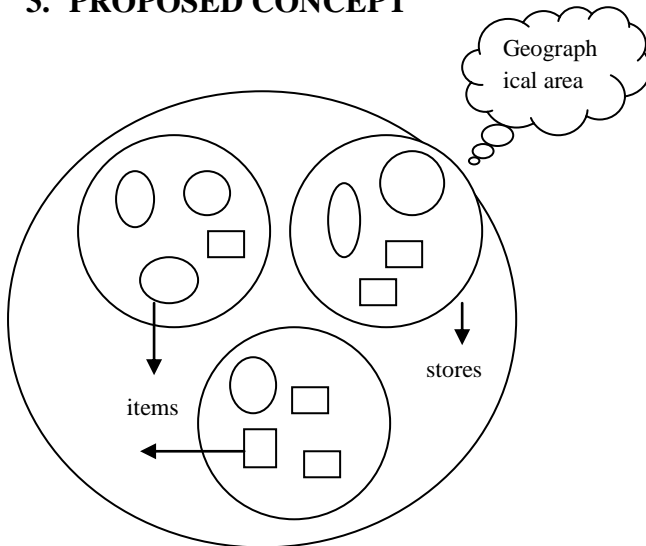 3. PROPOSED CONCEPT
Geograph
ical area
stores
items